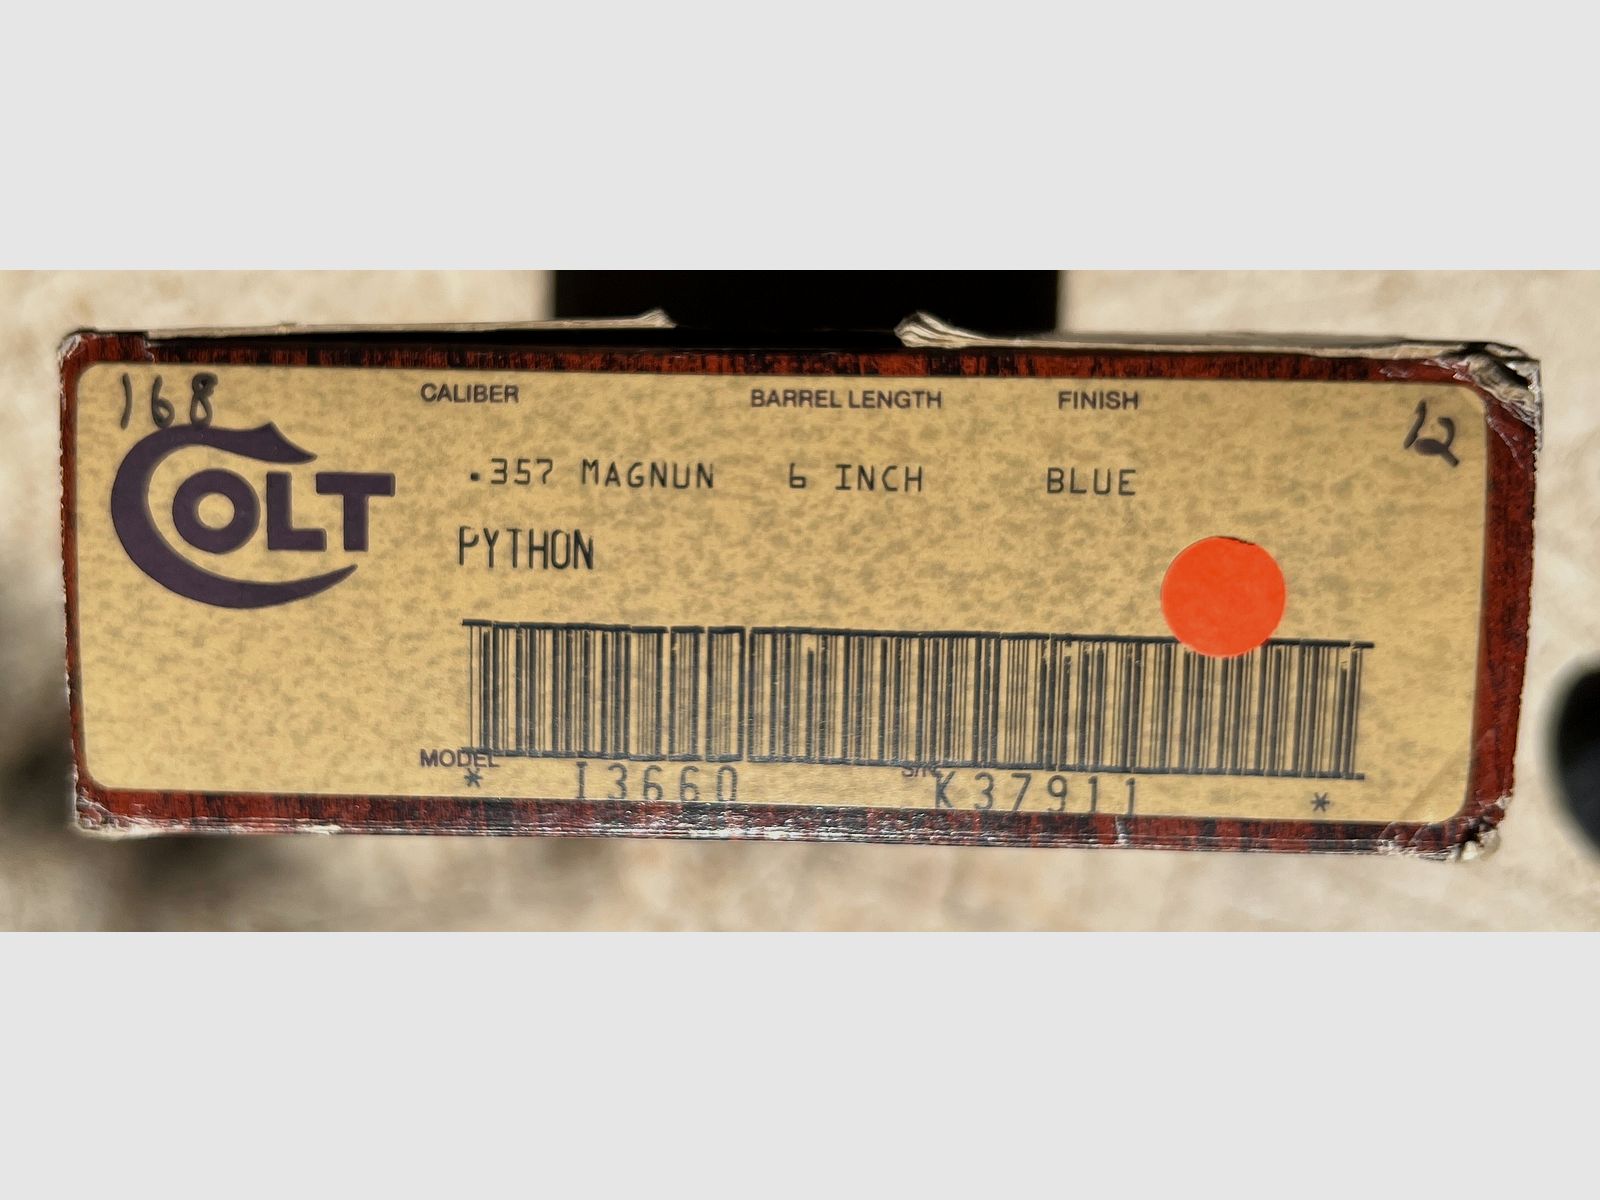 168
12
CALIBER BARREL LENGTH FINISH
COLT
.357 MAGNUN 6 INCH BLUE
PYTHON
MODEL S/N
* I3660 K37911 *